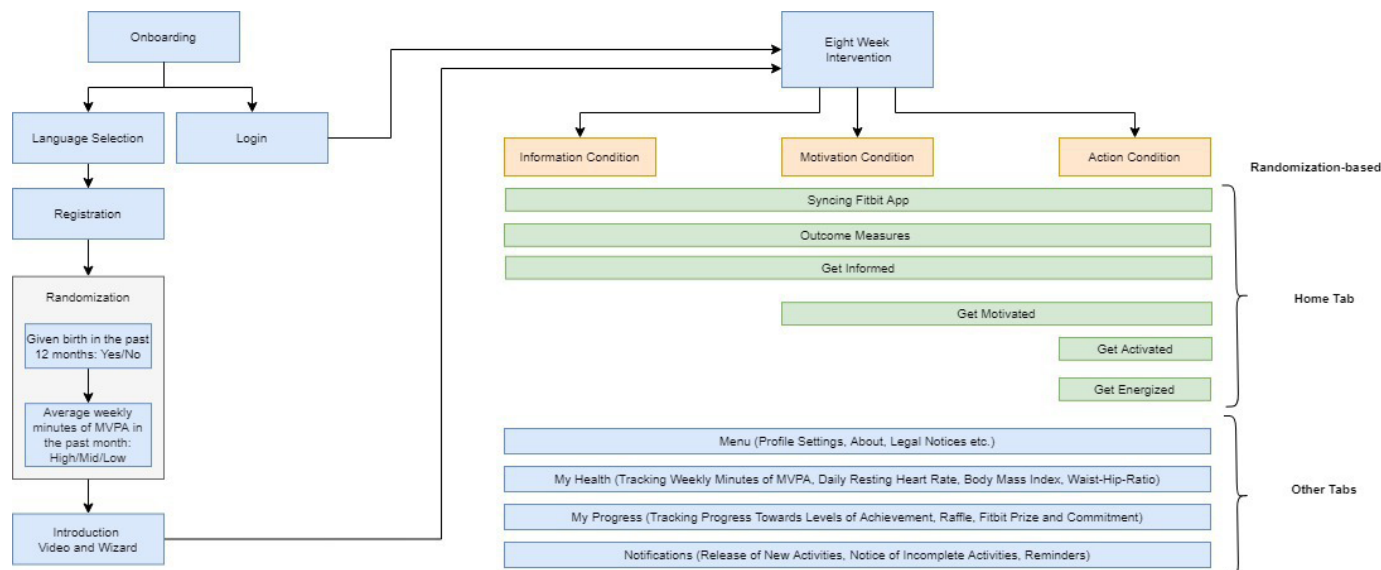 Onboarding
Language Selection
Login
Registration
Randomization
Given birth in the past
12 months: Yes/No
Average weekly
minutes of MVPA in
the past month:
High/Mid/Low
Introduction
Video and Wizard
Eight Week
Intervention
Information Condition
Motivation Condition
Action Condition
Randomization-based
Syncing Fitbit App
Outcome Measures
Get Informed
Get Motivated
Get Activated
Get Energized
Home Tab
Menu (Profile Settings, About, Legal Notices etc.)
My Health (Tracking Weekly Minutes of MVPA, Daily Resting Heart Rate, Body Mass Index, Waist-Hip-Ratio)
My Progress (Tracking Progress Towards Levels of Achievement, Raffle, Fitbit Prize and Commitment)
Notifications (Release of New Activities, Notice of Incomplete Activities, Reminders)
Other Tabs